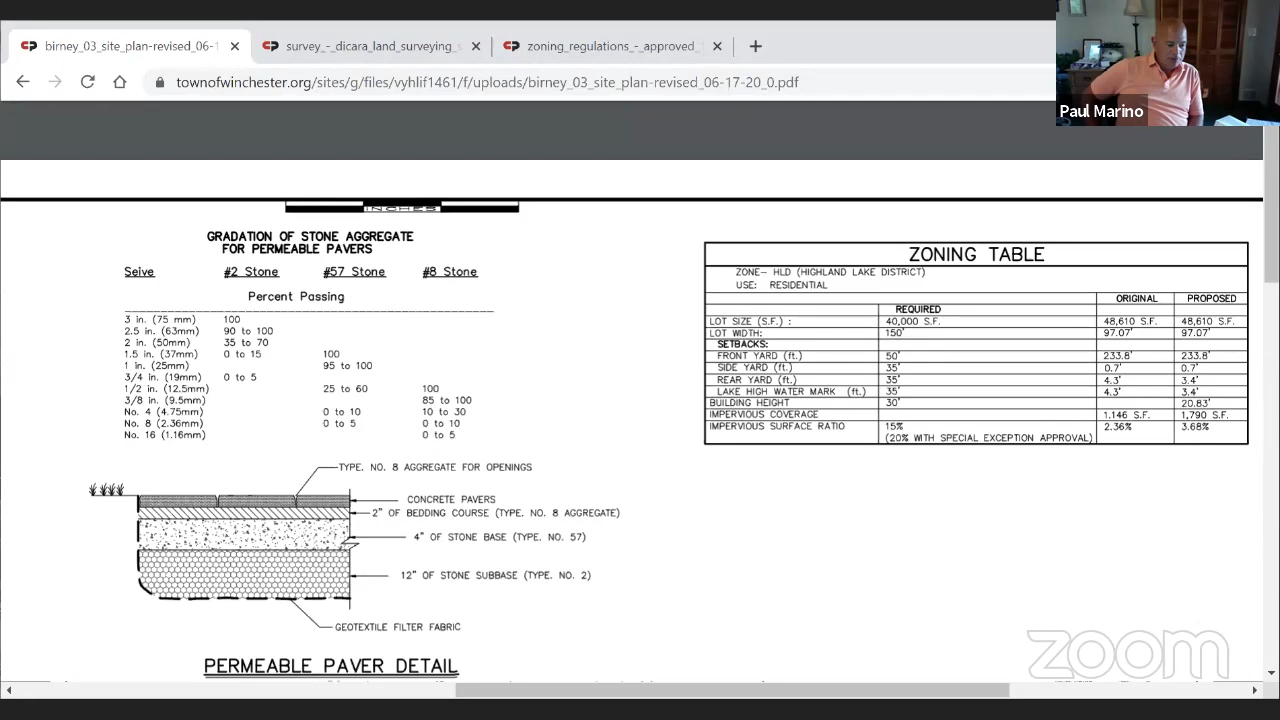 birney_03_site_plan-revised_06-1
survey_-_dicara_land_surveying_
zoning_regulations_-_approved_
townofwinchester.org/sites/g/files/vyhlif1461/f/uploads/birney_03_site_plan-revised_06-17-20_0.pdf
Paul Marino
INCHES
GRADATION OF STONE AGGREGATE
FOR PERMEABLE PAVERS
Seive #2 Stone #57 Stone #8 Stone
Percent Passing
3 in. (75 mm) 100
2.5 in. (63mm) 90 to 100
2 in. (50mm) 35 to 70
1.5 in. (37mm) 0 to 15 100
1 in. (25mm) 95 to 100
3/4 in. (19mm) 0 to 5
1/2 in. (12.5mm) 25 to 60 100
3/8 in. (9.5mm) 85 to 100
No. 4 (4.75mm) 0 to 10 10 to 30
No. 8 (2.36mm) 0 to 5 0 to 10
No. 16 (1.16mm) 0 to 5
TYPE. NO. 8 AGGREGATE FOR OPENINGS
CONCRETE PAVERS
2" OF BEDDING COURSE (TYPE. NO. 8 AGGREGATE)
4" OF STONE BASE (TYPE. NO. 57)
12" OF STONE SUBBASE (TYPE. NO. 2)
GEOTEXTILE FILTER FABRIC
PERMEABLE PAVER DETAIL
ZONING TABLE
ZONE- HLD (HIGHLAND LAKE DISTRICT)
USE: RESIDENTIAL
ORIGINAL PROPOSED
REQUIRED
LOT SIZE (S.F.) : 40,000 S.F. 48,610 S.F. 48,610 S.F.
LOT WIDTH: 150' 97.07' 97.07'
SETBACKS:
FRONT YARD (ft.) 50' 233.8' 233.8'
SIDE YARD (ft.) 35' 0.7' 0.7'
REAR YARD (ft.) 35' 4.3' 3.4'
LAKE HIGH WATER MARK (ft.) 35' 4.3' 3.4'
BUILDING HEIGHT 30' 20.83'
IMPERVIOUS COVERAGE 1,146 S.F. 1,790 S.F.
IMPERVIOUS SURFACE RATIO 15% 2.36% 3.68%
(20% WITH SPECIAL EXCEPTION APPROVAL)
zoom